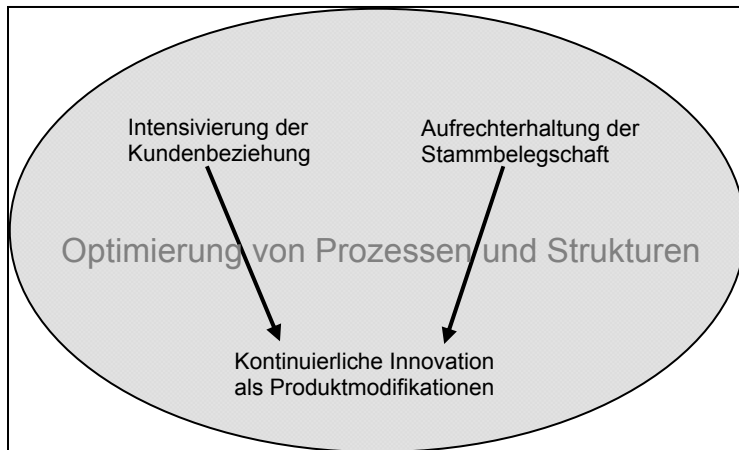 Intensivierung der
Kundenbeziehung
Aufrechterhaltung der
Stammbelegschaft
Optimierung von Prozessen und Strukturen
Kontinuierliche Innovation
als Produktmodifikationen